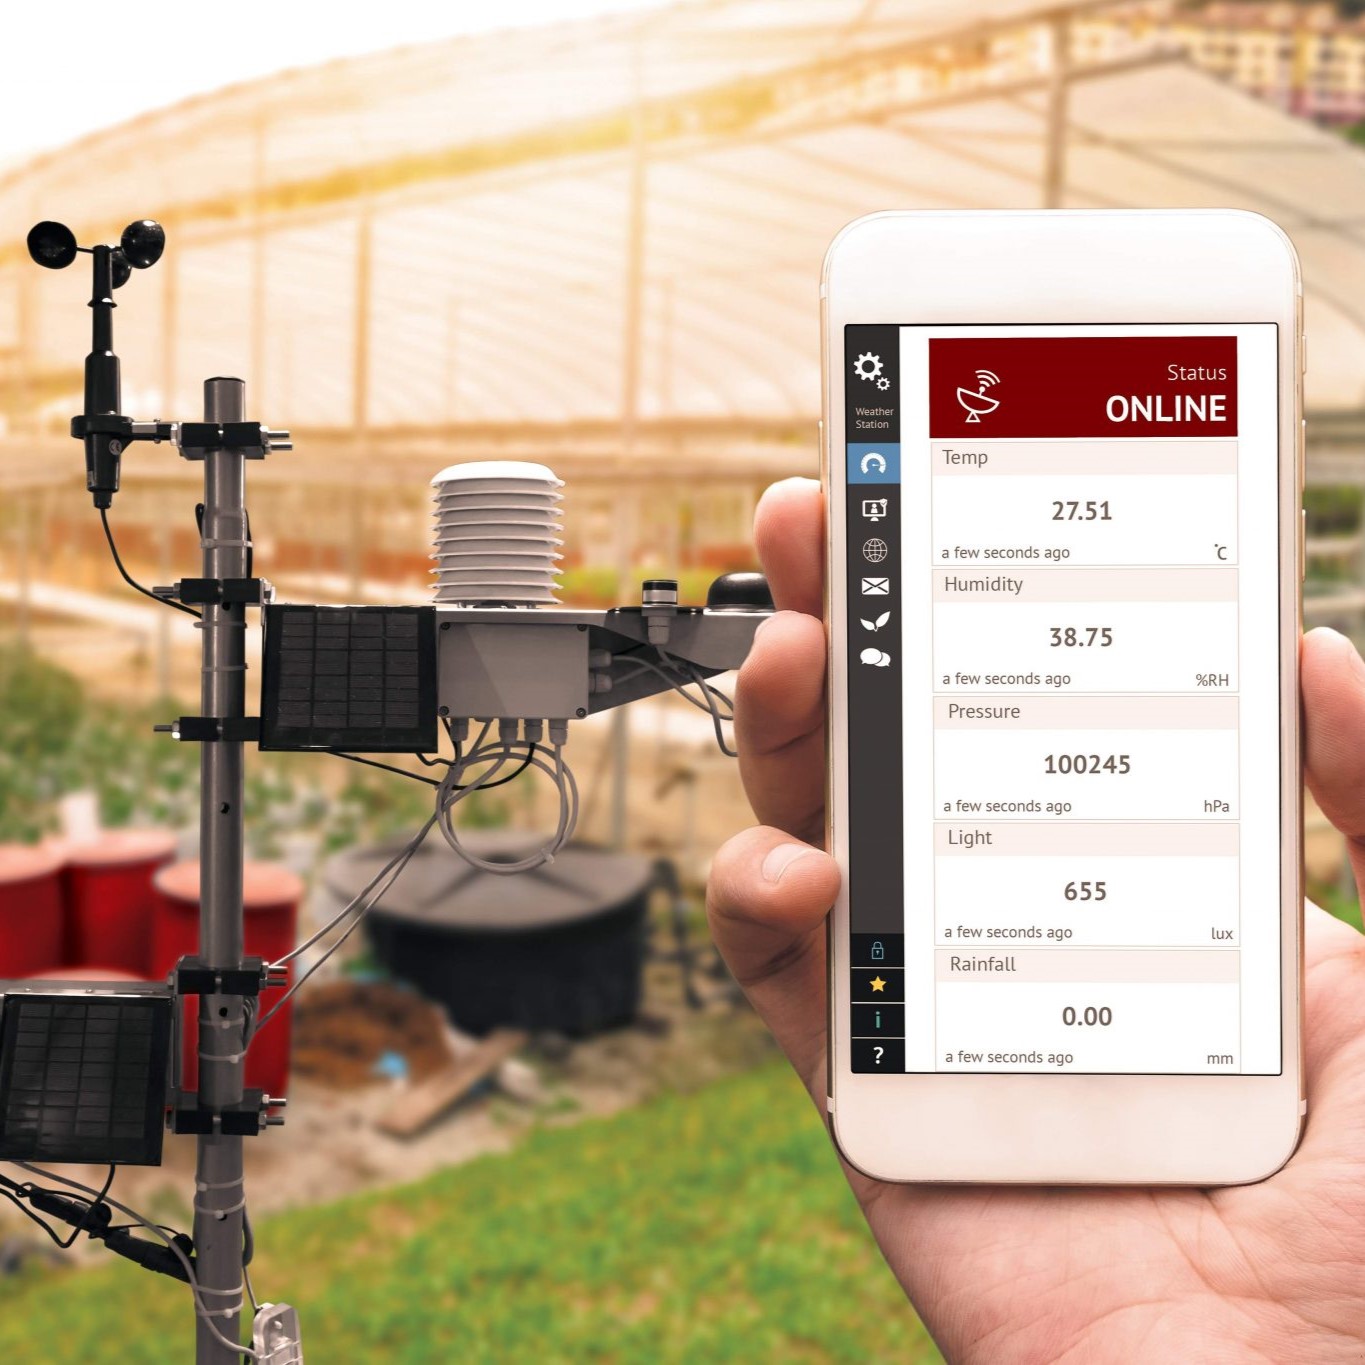 Weather
Station
Status
ONLINE
Temp
27.51
a few seconds ago °C
Humidity
38.75
a few seconds ago %RH
Pressure
100245
a few seconds ago hPa
Light
655
a few seconds ago lux
Rainfall
0.00
a few seconds ago mm
i
?